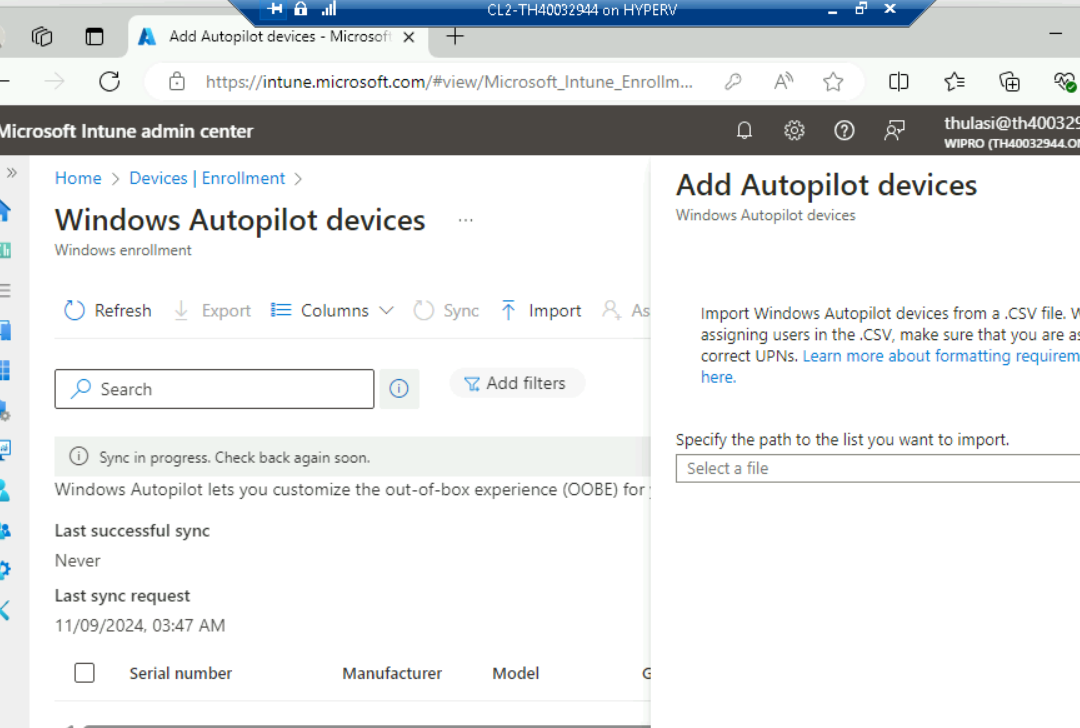 CL2-TH40032944 on HYPERV
Add Autopilot devices - Microsof
https://intune.microsoft.com/#view/Microsoft_Intune_Enrollm...
Microsoft Intune admin center
thulasi@th400329
WIPRO (TH40032944.ON
Home > Devices | Enrollment >
Windows Autopilot devices ...
Windows enrollment
Refresh Export Columns Sync Import As
Search
Add filters
Sync in progress. Check back again soon.
Windows Autopilot lets you customize the out-of-box experience (OOBE) for
Last successful sync
Never
Last sync request
11/09/2024, 03:47 AM
Serial number Manufacturer Model G
Add Autopilot devices
Windows Autopilot devices
Import Windows Autopilot devices from a .CSV file. W
assigning users in the .CSV, make sure that you are as
correct UPNs. Learn more about formatting requirem
here.
Specify the path to the list you want to import.
Select a file